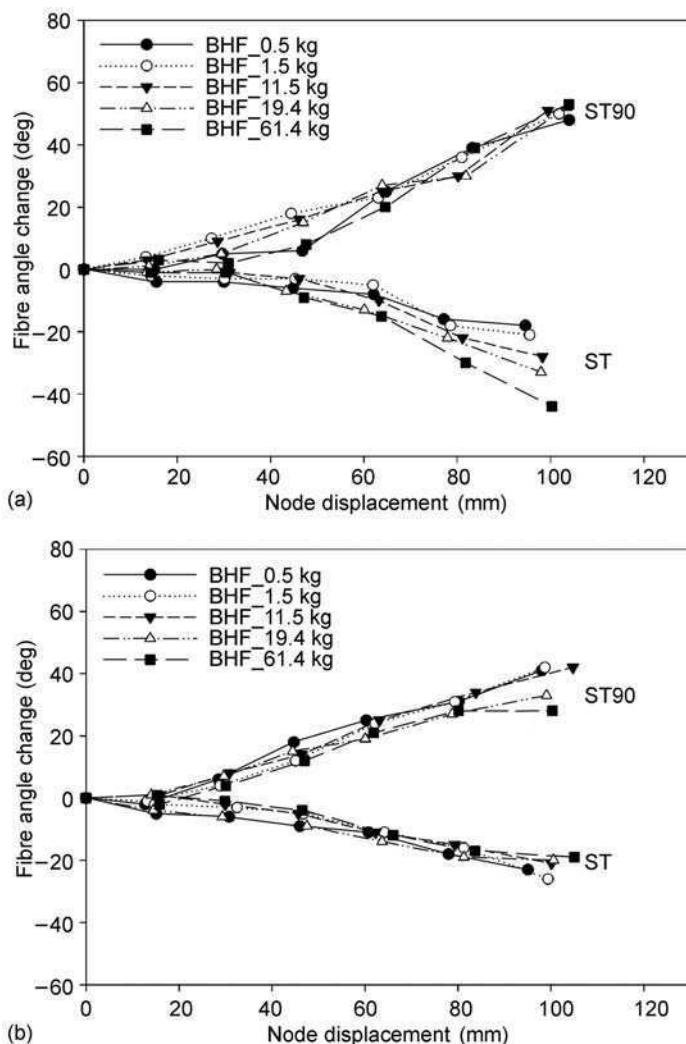 80
BHF_0.5 kg
BHF_1.5 kg
60
BHF_11.5 kg
BHF_19.4 kg
ST90
BHF_61.4 kg
40
20
0
−20
ST
−40
−60
Fibre angle change (deg)
0 20 40 60 80 100 120
(a) Node displacement (mm)
80
BHF_0.5 kg
BHF_1.5 kg
60
BHF_11.5 kg
BHF_19.4 kg
BHF_61.4 kg
40
ST90
20
0
−20
ST
−40
−60
Fibre angle change (deg)
0 20 40 60 80 100 120
(b) Node displacement (mm)